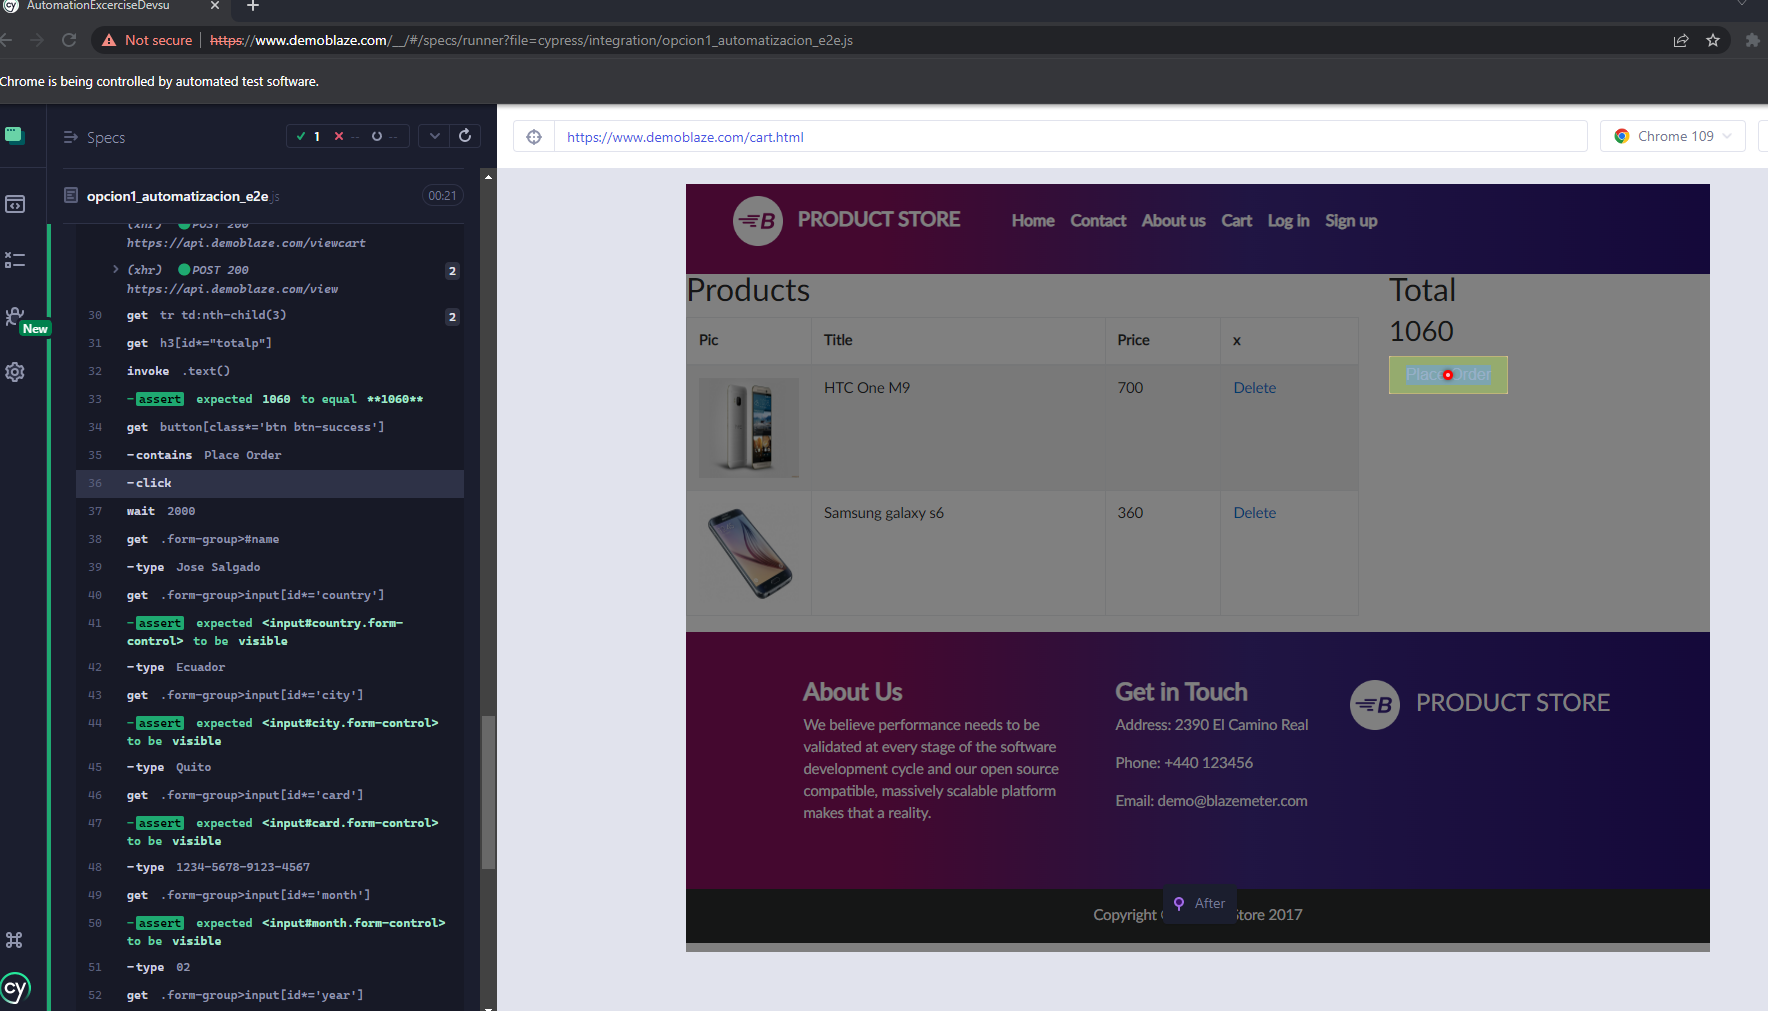 AutomationExcerciseDevsu
Not secure
https://www.demoblaze.com/__/#/specs/runner?file=cypress/integration/opcion1_automatizacion_e2e.js
Chrome is being controlled by automated test software.
Specs
1 -- --
https://www.demoblaze.com/cart.html
Chrome 109
opcion1_automatizacion_e2e.js
00:21
(xhr) POST 200
https://api.demoblaze.com/viewcart
(xhr) POST 200 2
https://api.demoblaze.com/view
30 get tr td:nth-child(3) 2
New
31 get h3[id*="totalp"]
32 invoke .text()
33 -assert expected 1060 to equal **1060**
34 get button[class*='btn btn-success']
35 -contains Place Order
36 -click
37 wait 2000
38 get .form-group>#name
39 -type Jose Salgado
40 get .form-group>input[id*='country']
41 -assert expected <input#country.form-
control> to be visible
42 -type Ecuador
43 get .form-group>input[id*='city']
44 -assert expected <input#city.form-control>
to be visible
45 -type Quito
46 get .form-group>input[id*='card']
47 -assert expected <input#card.form-control>
to be visible
48 -type 1234-5678-9123-4567
49 get .form-group>input[id*='month']
50 -assert expected <input#month.form-control>
to be visible
51 -type 02
52 get .form-group>input[id*='year']
cy
B PRODUCT STORE
Home Contact About us Cart Log in Sign up
Products
Total
1060
Place Order
Pic Title Price x
HTC One M9 700 Delete
Samsung galaxy s6 360 Delete
About Us
We believe performance needs to be
validated at every stage of the software
development cycle and our open source
compatible, massively scalable platform
makes that a reality.
Get in Touch
Address: 2390 El Camino Real
Phone: +440 123456
Email: demo@blazemeter.com
B PRODUCT STORE
After
Copyright tore 2017